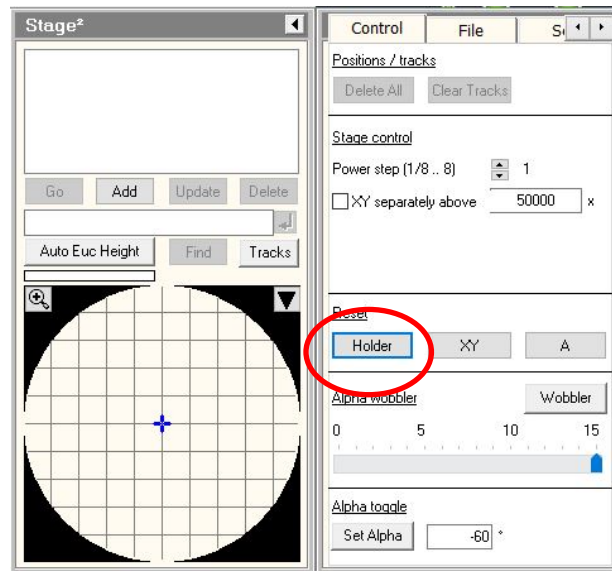 Stage²
Go Add Update Delete
Auto Euc Height Find Tracks
Control File
Positions / tracks
Delete All Clear Tracks
Stage control
Power step (1/8 .. 8) 1
XY separately above 50000 x
Reset
Holder XY A
Alpha wobbler Wobbler
0 5 10 15
Alpha toggle
Set Alpha -60 °